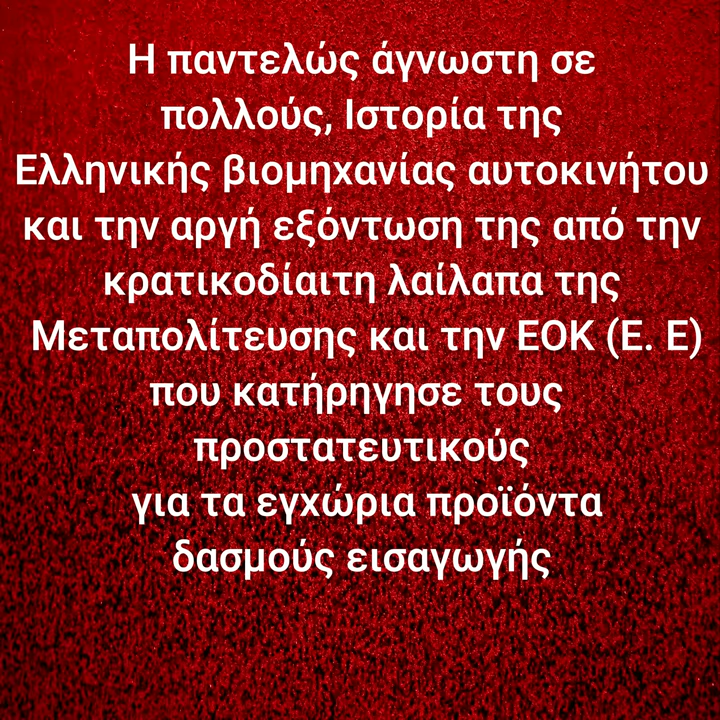 Η παντελώς άγνωστη σε
πολλούς, Ιστορία της
Ελληνικής βιομηχανίας αυτοκινήτου
και την αργή εξόντωση της από την
κρατικοδίαιτη λαίλαπα της
Μεταπολίτευσης και την ΕΟΚ (Ε. Ε)
που κατήρηγησε τους
προστατευτικούς
για τα εγχώρια προϊόντα
δασμούς εισαγωγής